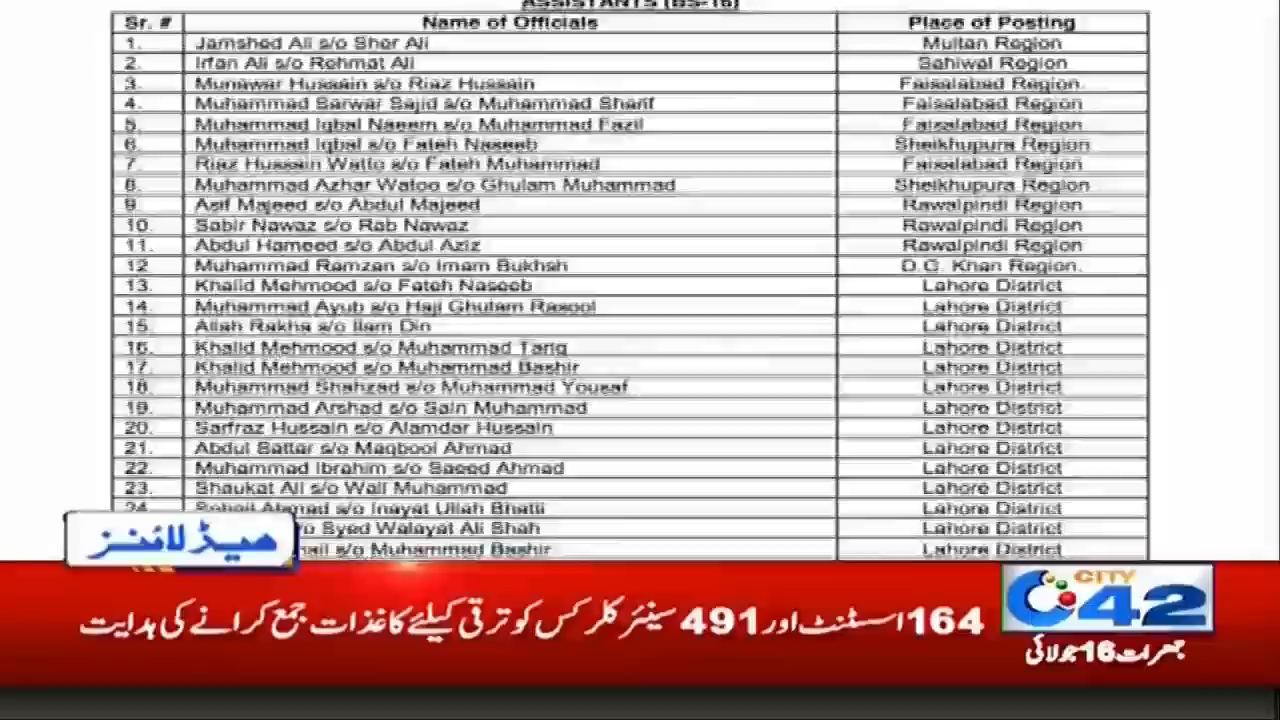 ASSISTANTS (BS-16)
Sr. # Name of Officials Place of Posting
1. Jamshed Ali s/o Sher Ali Multan Region
2. Irfan Ali s/o Rehmat Ali Sahiwal Region
3. Munawar Hussain s/o Riaz Hussain Faisalabad Region.
4. Muhammad Sarwar Sajid s/o Muhammad Sharif Faisalabad Region
5. Muhammad Iqbal Naeem s/o Muhammad Fazil Faisalabad Region
6. Muhammad Iqbal s/o Fateh Naseeb Sheikhupura Region
7. Riaz Hussain Watto s/o Fateh Muhammad Faisalabad Region
8. Muhammad Azhar Watoo s/o Ghulam Muhammad Sheikhupura Region
9. Asif Majeed s/o Abdul Majeed Rawalpindi Region
10. Sabir Nawaz s/o Rab Nawaz Rawalpindi Region
11. Abdul Hameed s/o Abdul Aziz Rawalpindi Region
12 Muhammad Ramzan s/o Imam Bukhsh D.G. Khan Region.
13. Khalid Mehmood s/o Fateh Naseeb Lahore District
14. Muhammad Ayub s/o Haji Ghulam Rasool Lahore District
15. Allah Rakha s/o Ilam Din Lahore District
16. Khalid Mehmood s/o Muhammad Tariq Lahore District
17. Khalid Mehmood s/o Muhammad Bashir Lahore District
18. Muhammad Shahzad s/o Muhammad Yousaf Lahore District
19. Muhammad Arshad s/o Sain Muhammad Lahore District
20. Sarfraz Hussain s/o Alamdar Hussain Lahore District
21. Abdul Sattar s/o Maqbool Ahmad Lahore District
22. Muhammad Ibrahim s/o Saeed Ahmad Lahore District
23. Shaukat Ali s/o Wali Muhammad Lahore District
24. Sohail Ahmad s/o Inayat Ullah Bhatti Lahore District
Syed Walayat Ali Shah Lahore District
s/o Muhammad Bashir Lahore District
ہیڈلائنز
164 اسسٹنٹ اور 491 سینئر کلرکس کو ترقی کیلئے کاغذات جمع کرانے کی ہدایت
CITY
42
جمعرات 16 جولائی